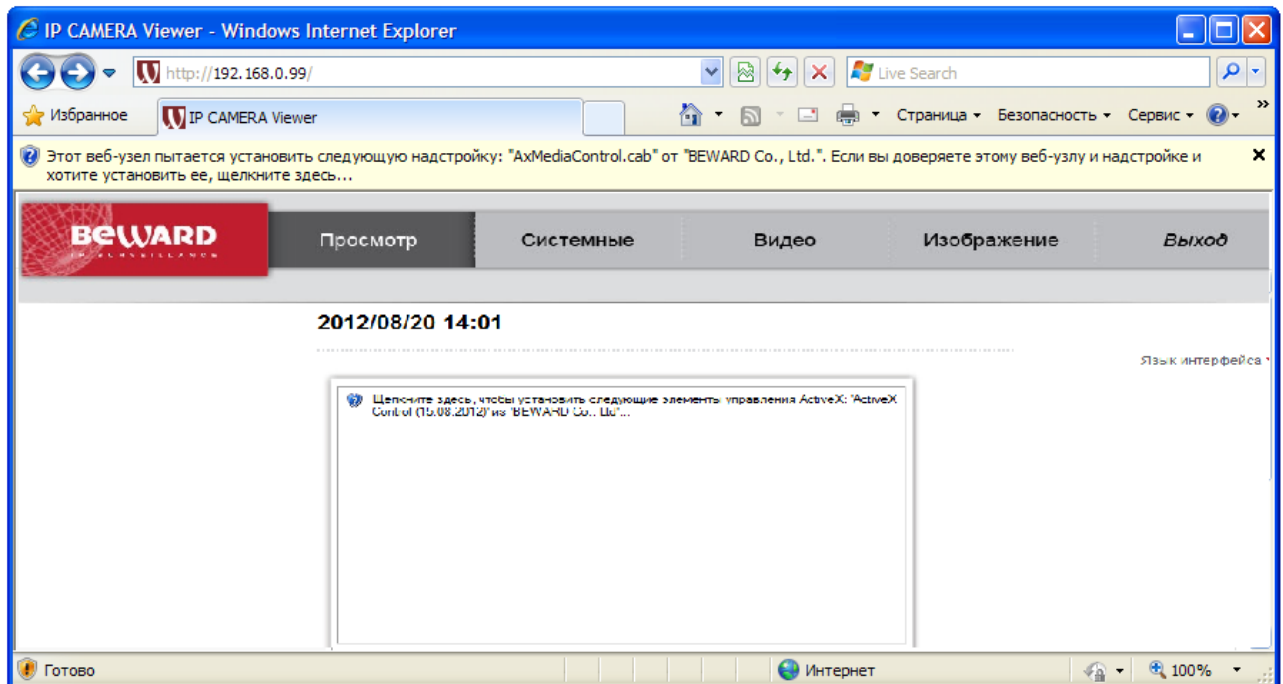 IP CAMERA Viewer - Windows Internet Explorer
http://192.168.0.99/
Live Search
Избранное
IP CAMERA Viewer
Страница
Безопасность
Сервис
Этот веб-узел пытается установить следующую надстройку: "AxMediaControl.cab" от "BEWARD Co., Ltd.". Если вы доверяете этому веб-узлу и надстройке и
хотите установить ее, щелкните здесь...
BEWARD
Просмотр
Системные
Видео
Изображение
Выход
2012/08/20 14:01
Язык интерфейса
Щелкните здесь, чтобы установить следующие элементы управления ActiveX: "ActiveX
Control (15.08.2012)" из "BEWARD Co., Ltd"...
Готово
Интернет
100%